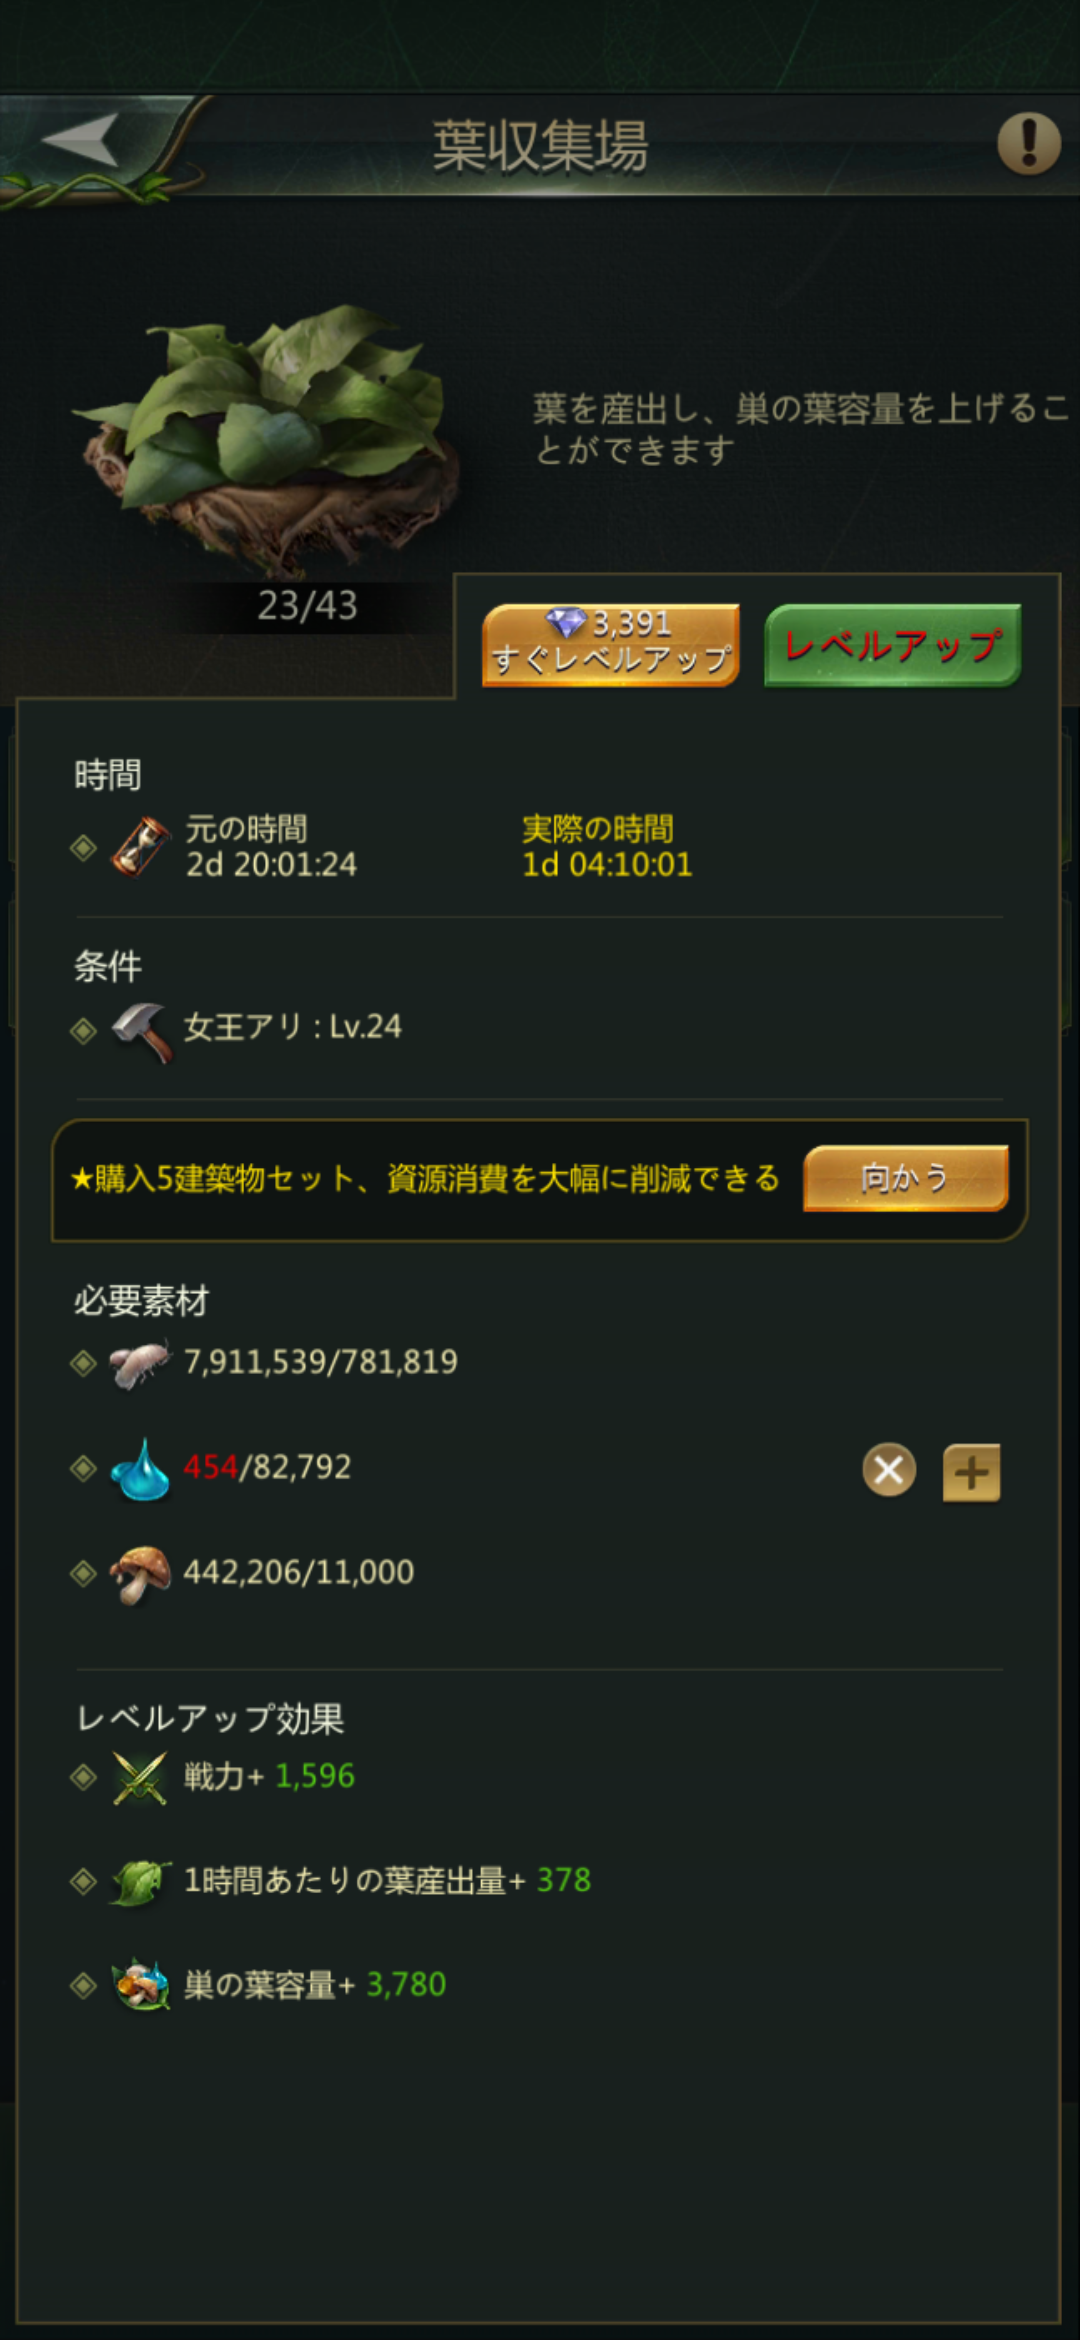 葉収集場
葉を産出し、巣の葉容量を上げるこ
とができます
23/43
3,391
すぐレベルアップ
レベルアップ
時間
元の時間
2d 20:01:24
実際の時間
1d 04:10:01
条件
女王アリ : Lv.24
★購入5建築物セット、資源消費を大幅に削減できる
向かう
必要素材
7,911,539/781,819
454/82,792
442,206/11,000
レベルアップ効果
戦力+ 1,596
1時間あたりの葉産出量+ 378
巣の葉容量+ 3,780